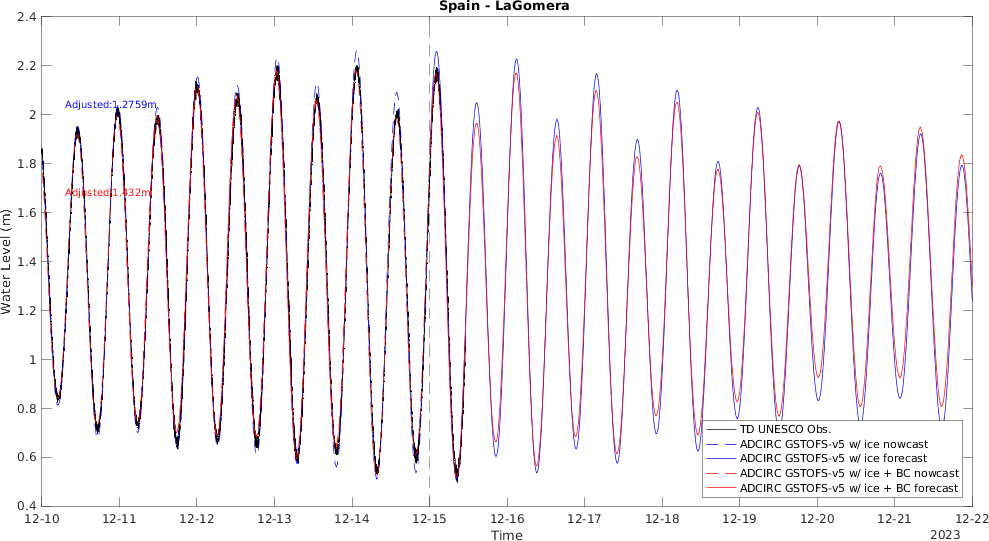 Spain - LaGomera
2.4
2.2
2
1.8
1.6
1.4
1.2
1
0.8
0.6
0.4
Water Level (m)
Adjusted:1.2759m
Adjusted:1.432m
TD UNESCO Obs.
ADCIRC GSTOFS-v5 w/ ice nowcast
ADCIRC GSTOFS-v5 w/ ice forecast
ADCIRC GSTOFS-v5 w/ ice + BC nowcast
ADCIRC GSTOFS-v5 w/ ice + BC forecast
12-10 12-11 12-12 12-13 12-14 12-15 12-16 12-17 12-18 12-19 12-20 12-21 12-22
Time
2023